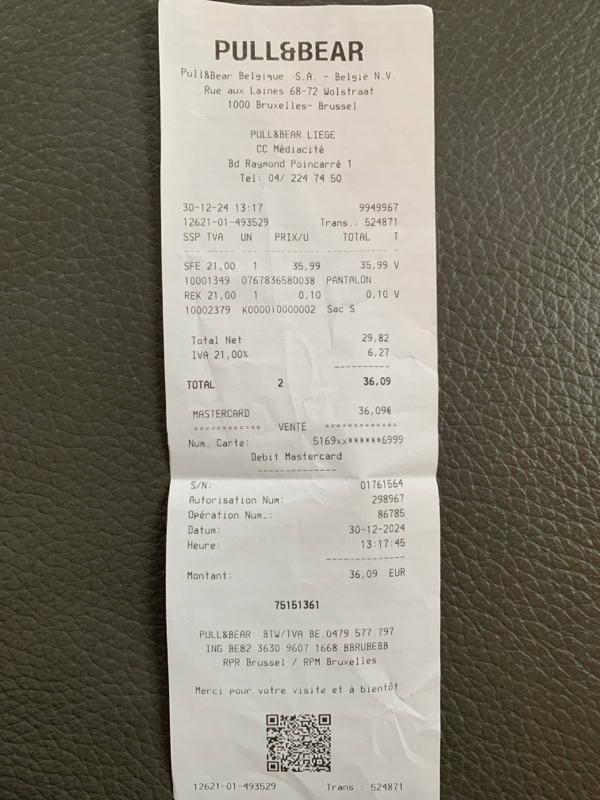 PULL&BEAR
Pull&Bear Belgique S.A. - België N.V.
Rue aux Laines 68-72 Wolstraat
1000 Bruxelles- Brussel
PULL&BEAR LIEGE
CC Médiacité
Bd Raymond Poincarré 1
Tel: 04/ 224 74 50
30-12-24 13:17 9949967
12621-01-493529 Trans.: 524871
SSP TVA UN PRIX/U TOTAL T
SFE 21,00 1 35,99 35,99 V
10001349 0767836580038 PANTALON
REK 21,00 1 0,10 0,10 V
10002379 K000010000002 Sac S
Total Net 29,82
IVA 21,00% 6,27
TOTAL 2 36,09
MASTERCARD 36,09€
============ VENTE =============
Num. Carte: 5169xx******6999
Debit Mastercard
S/N: 01761564
Autorisation Num: 298967
Opération Num.: 86785
Datum: 30-12-2024
Heure: 13:17:45
Montant: 36,09 EUR
75151361
PULL&BEAR: BTW/TVA BE.0479.577.797
ING BE82 3630 9607 1668 BBRUBEBB
RPR Brussel / RPM Bruxelles
Merci pour votre visite et à bientôt
12621-01-493529 Trans : 524871